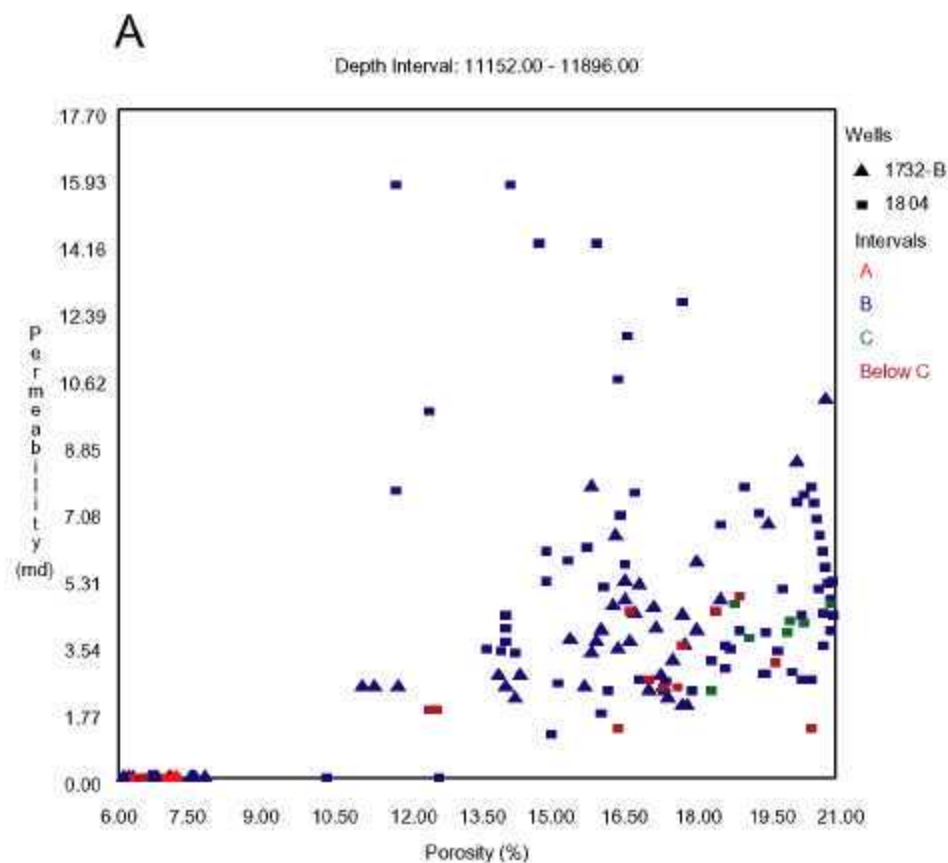 A
Depth Interval: 11152.00 - 11896.00
17.70
15.93
14.16
12.39
10.62
8.85
7.08
5.31
3.54
1.77
0.00
Permeability
(md)
6.00 7.50 9.00 10.50 12.00 13.50 15.00 16.50 18.00 19.50 21.00
Porosity (%)
Wells
1732-B
1804
Intervals
A
B
C
Below C